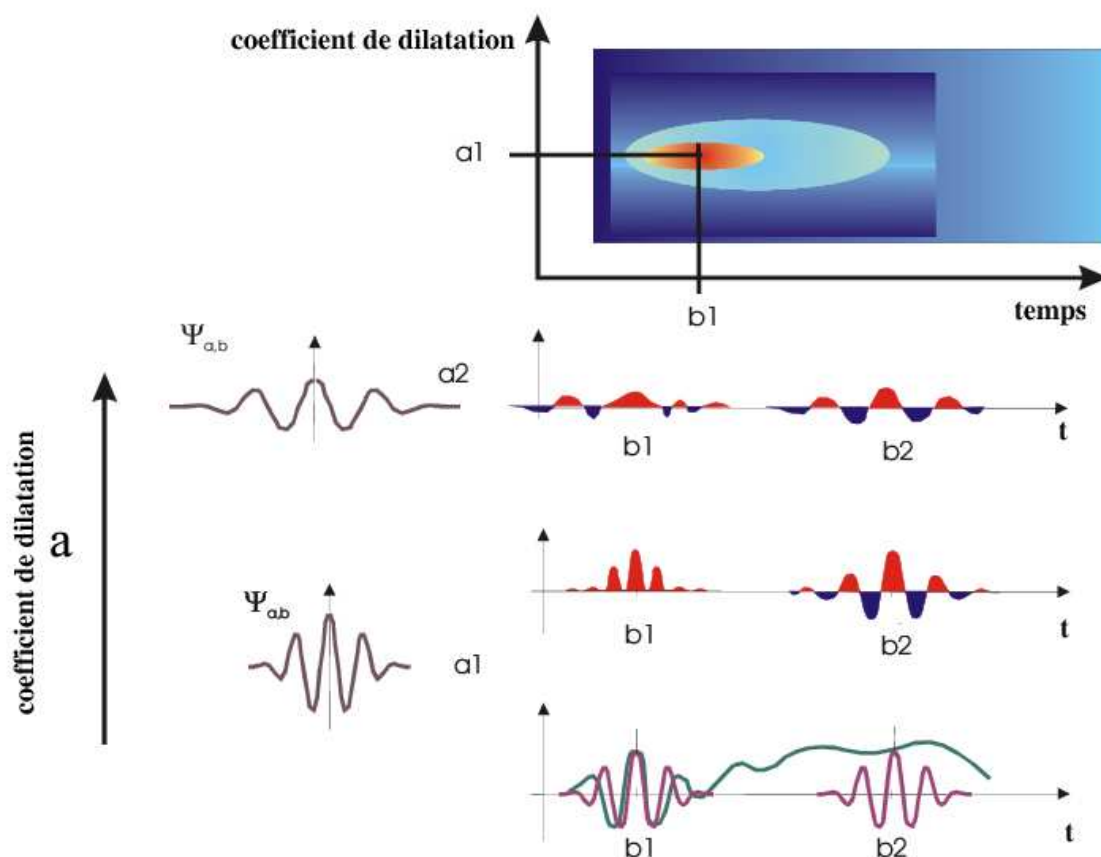 coefficient de dilatation
a1
b1
temps
Ψa,b
a2
b1
b2
t
coefficient de dilatation
a
b1
b2
t
Ψa,b
a1
b1
b2
t